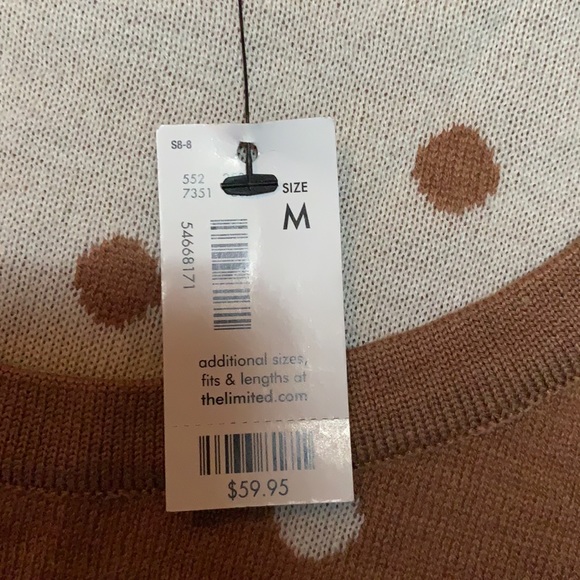 S8-8
552
7351
SIZE
M
54668171
additional sizes,
fits & lengths at
thelimited.com
$59.95